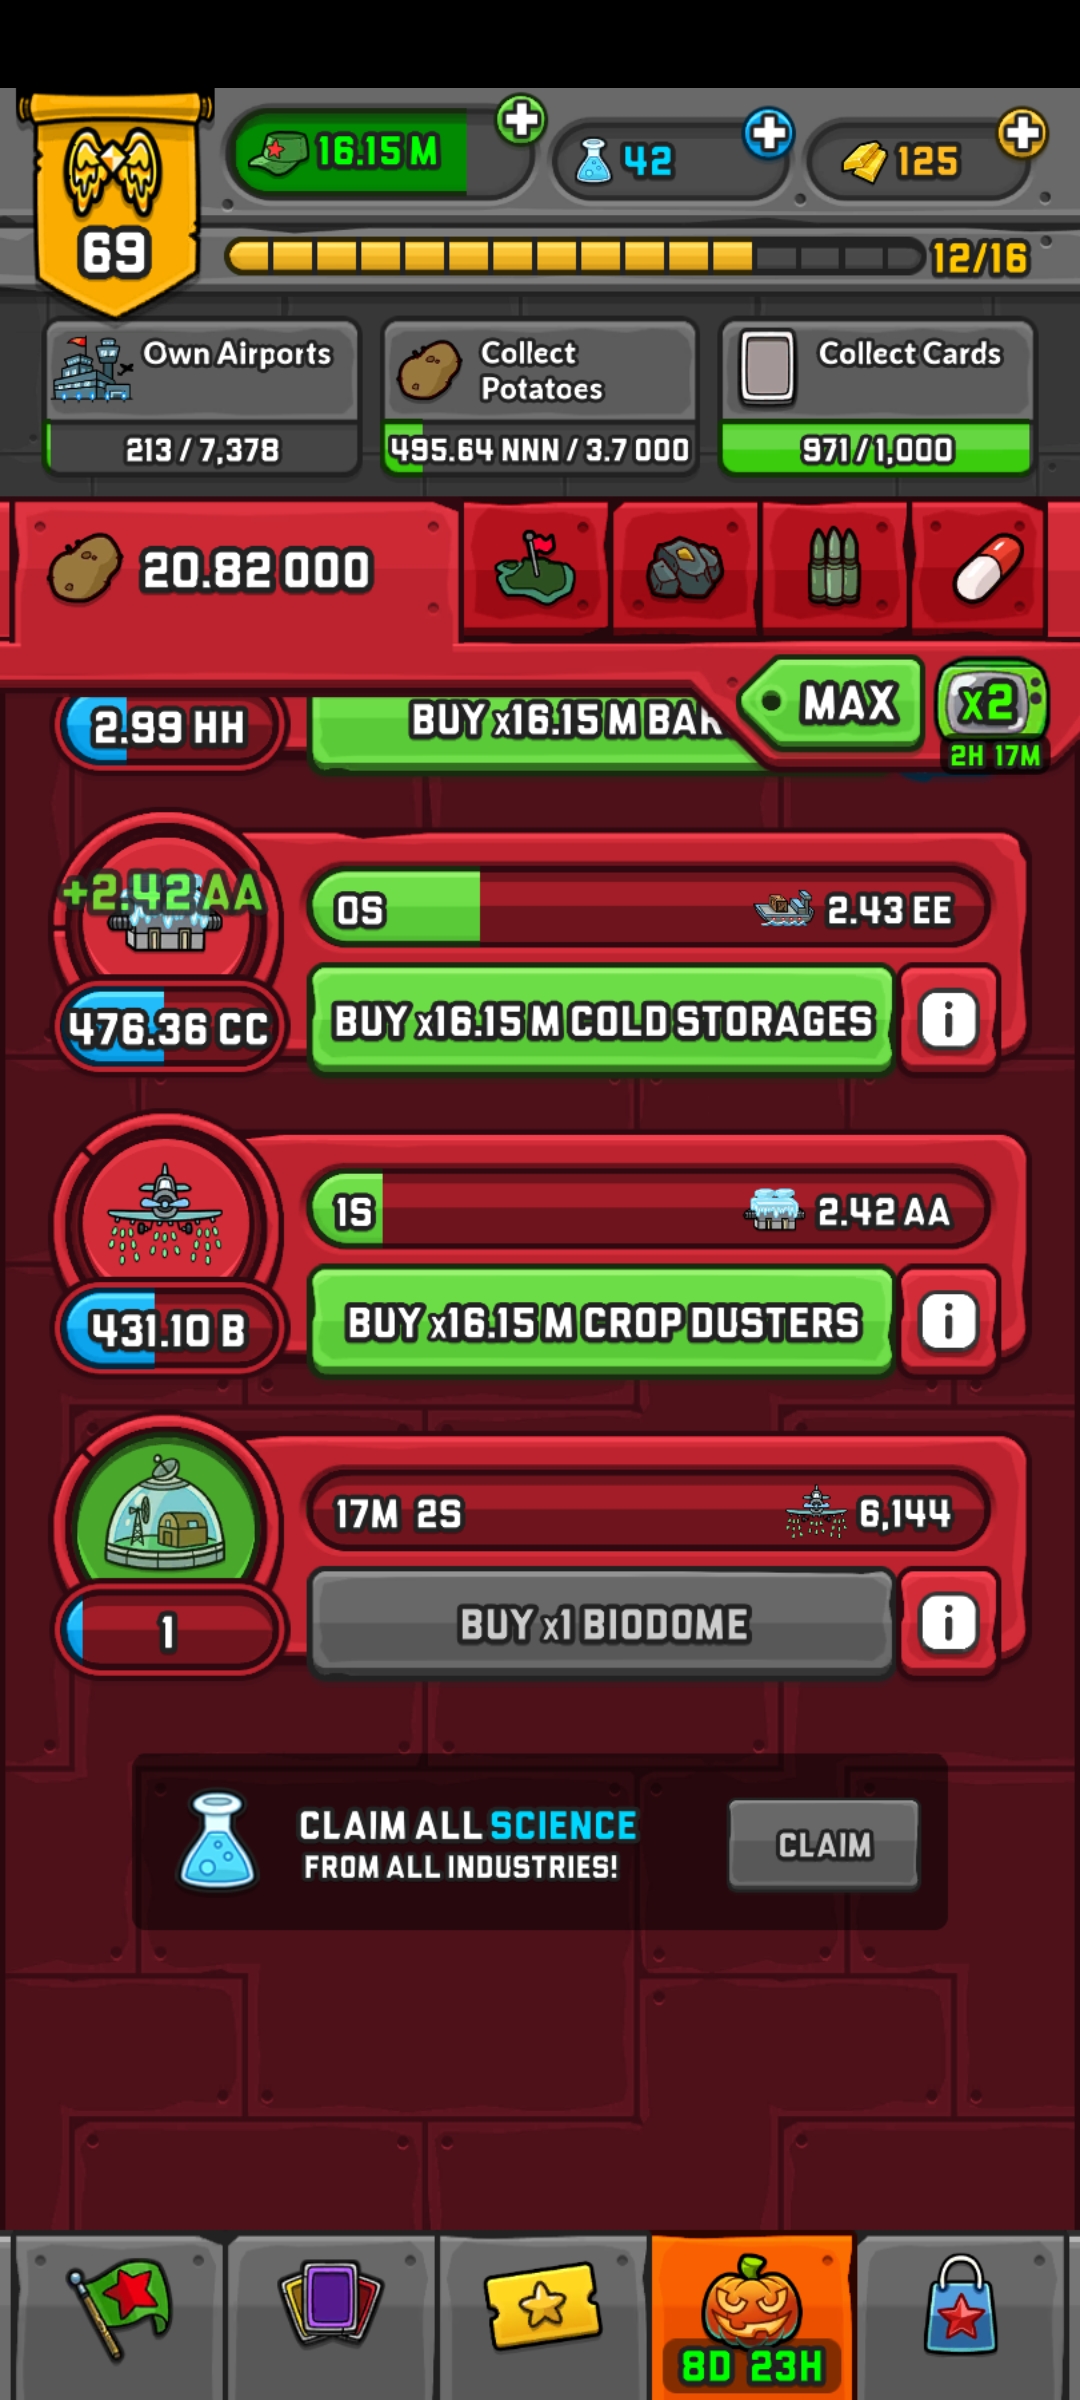 69
16.15 M
42
125
12/16
Own Airports
213 / 7,378
Collect
Potatoes
495.64 NNN / 3.7 OOO
Collect Cards
971 / 1,000
20.82 OOO
MAX
x2
2H 17M
2.99 HH
BUY x16.15 M BAR
+2.42 AA
0S
2.43 EE
476.36 CC
BUY x16.15 M COLD STORAGES
i
1S
2.42 AA
431.10 B
BUY x16.15 M CROP DUSTERS
i
17M 2S
6,144
1
BUY x1 BIODOME
i
CLAIM ALL SCIENCE
FROM ALL INDUSTRIES!
CLAIM
8D 23H